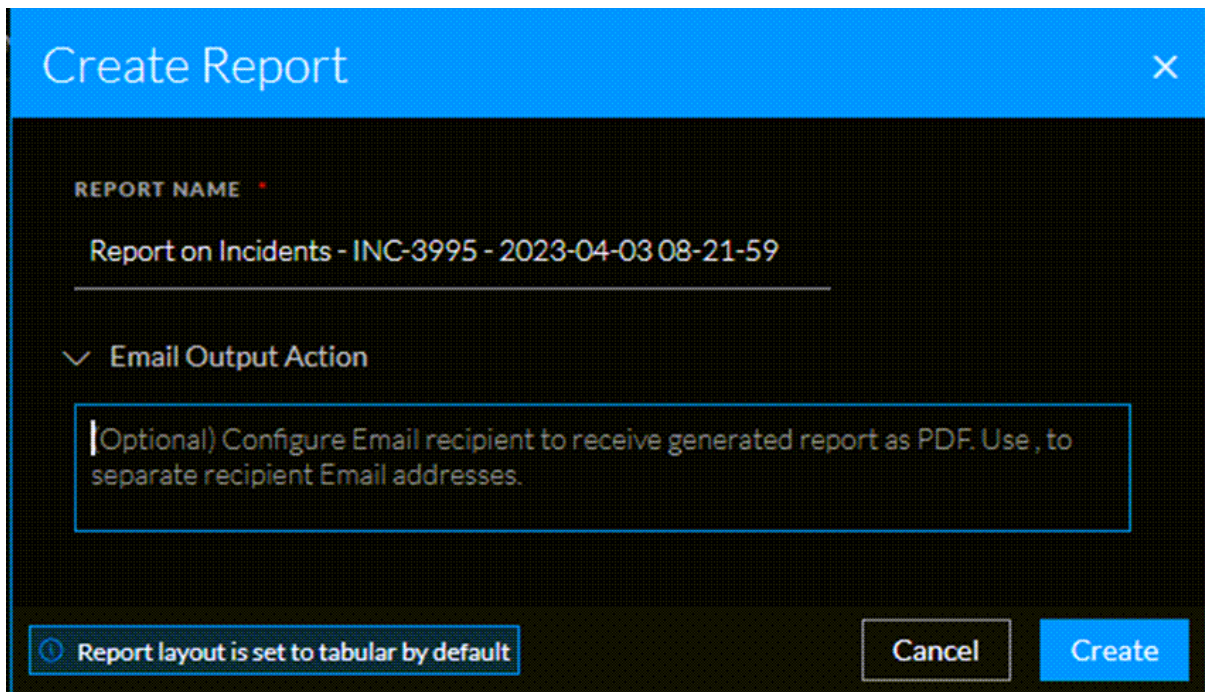 Create Report
REPORT NAME *
Report on Incidents - INC-3995 - 2023-04-03 08-21-59
Email Output Action
(Optional) Configure Email recipient to receive generated report as PDF. Use , to
separate recipient Email addresses.
Report layout is set to tabular by default
Cancel
Create